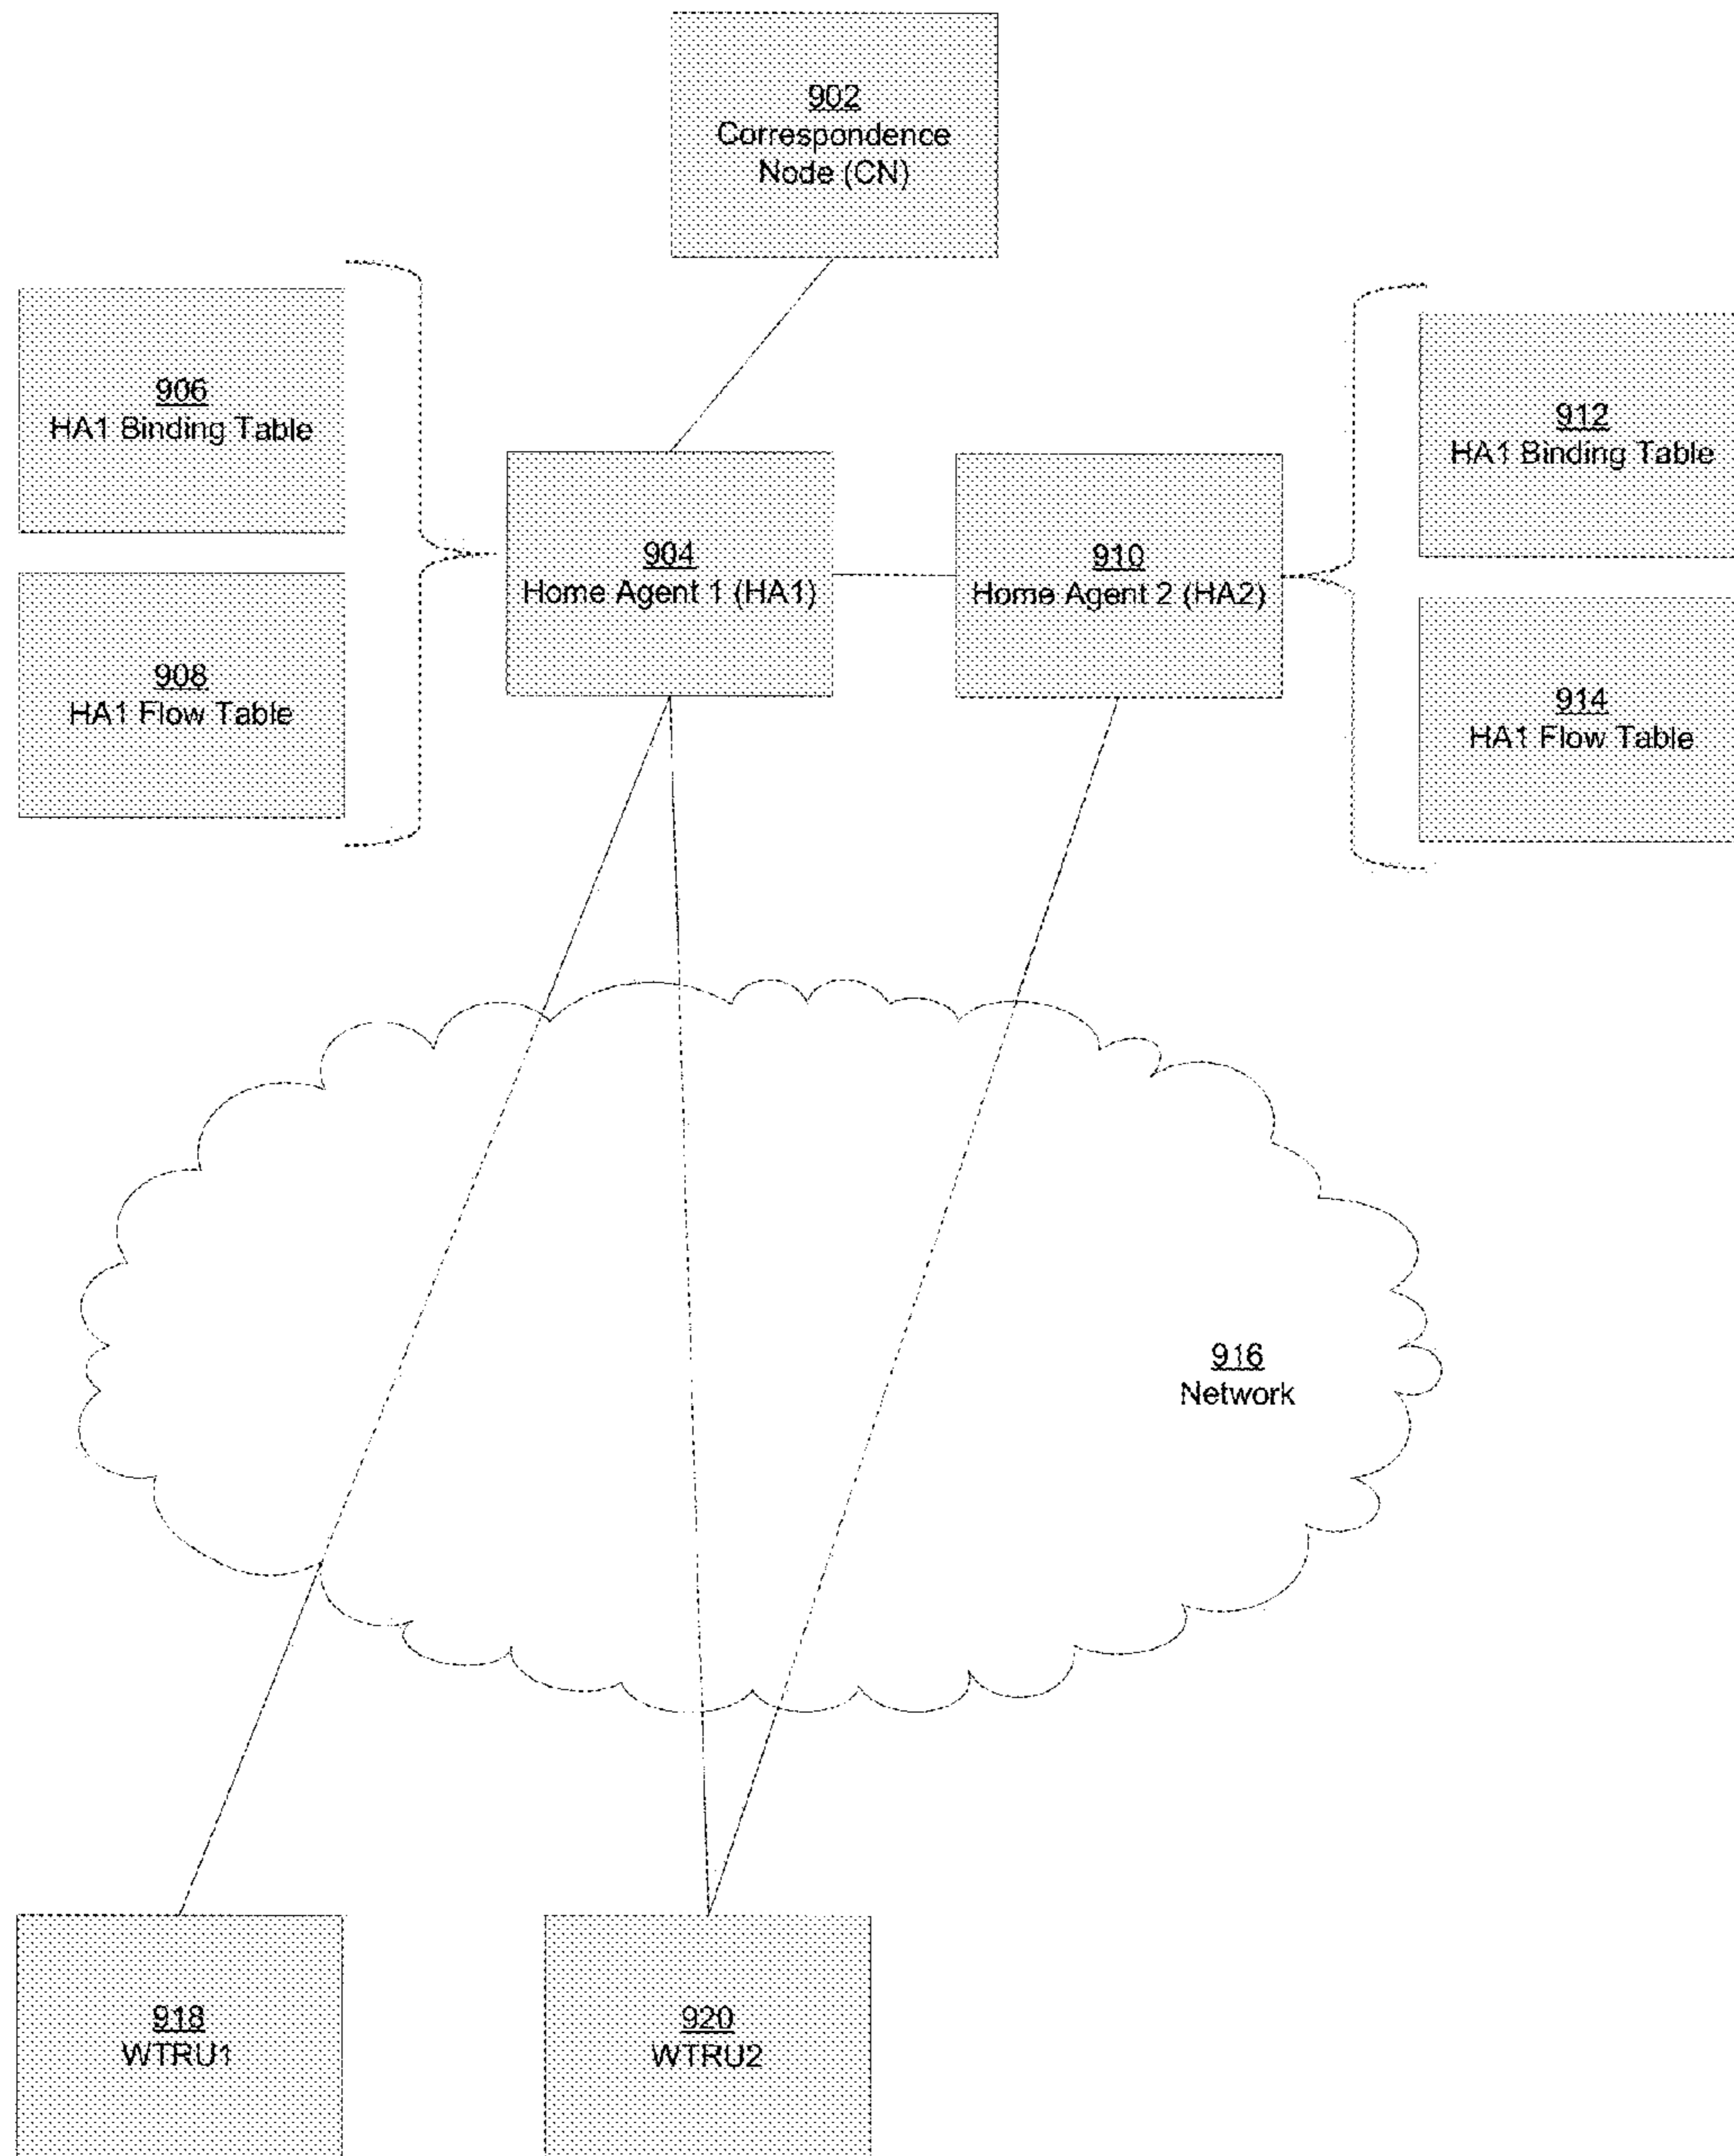 902
Correspondence
Node (CN)
906
HA1 Binding Table
908
HA1 Flow Table
904
Home Agent 1 (HA1)
910
Home Agent 2 (HA2)
912
HA1 Binding Table
914
HA1 Flow Table
916
Network
918
WTRU1
920
WTRU2